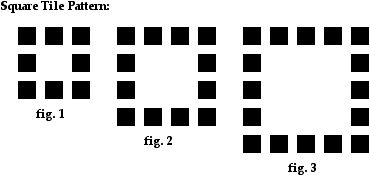 Square Tile Pattern:
fig. 1
fig. 2
fig. 3